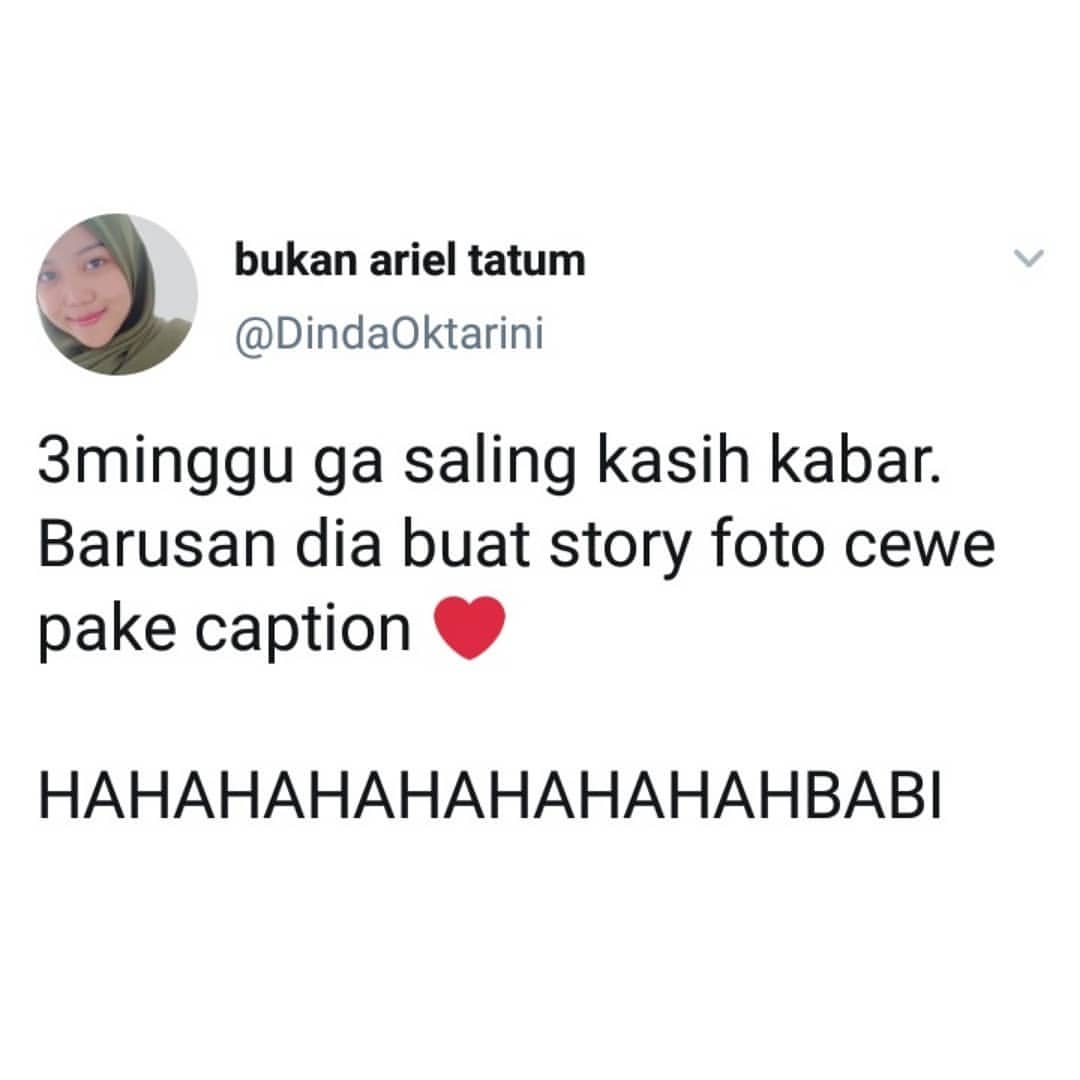 bukan ariel tatum
@DindaOktarini
3minggu ga saling kasih kabar.
Barusan dia buat story foto cewe
pake caption ❤️
HAHAHAHAHAHAHAHAHBABI